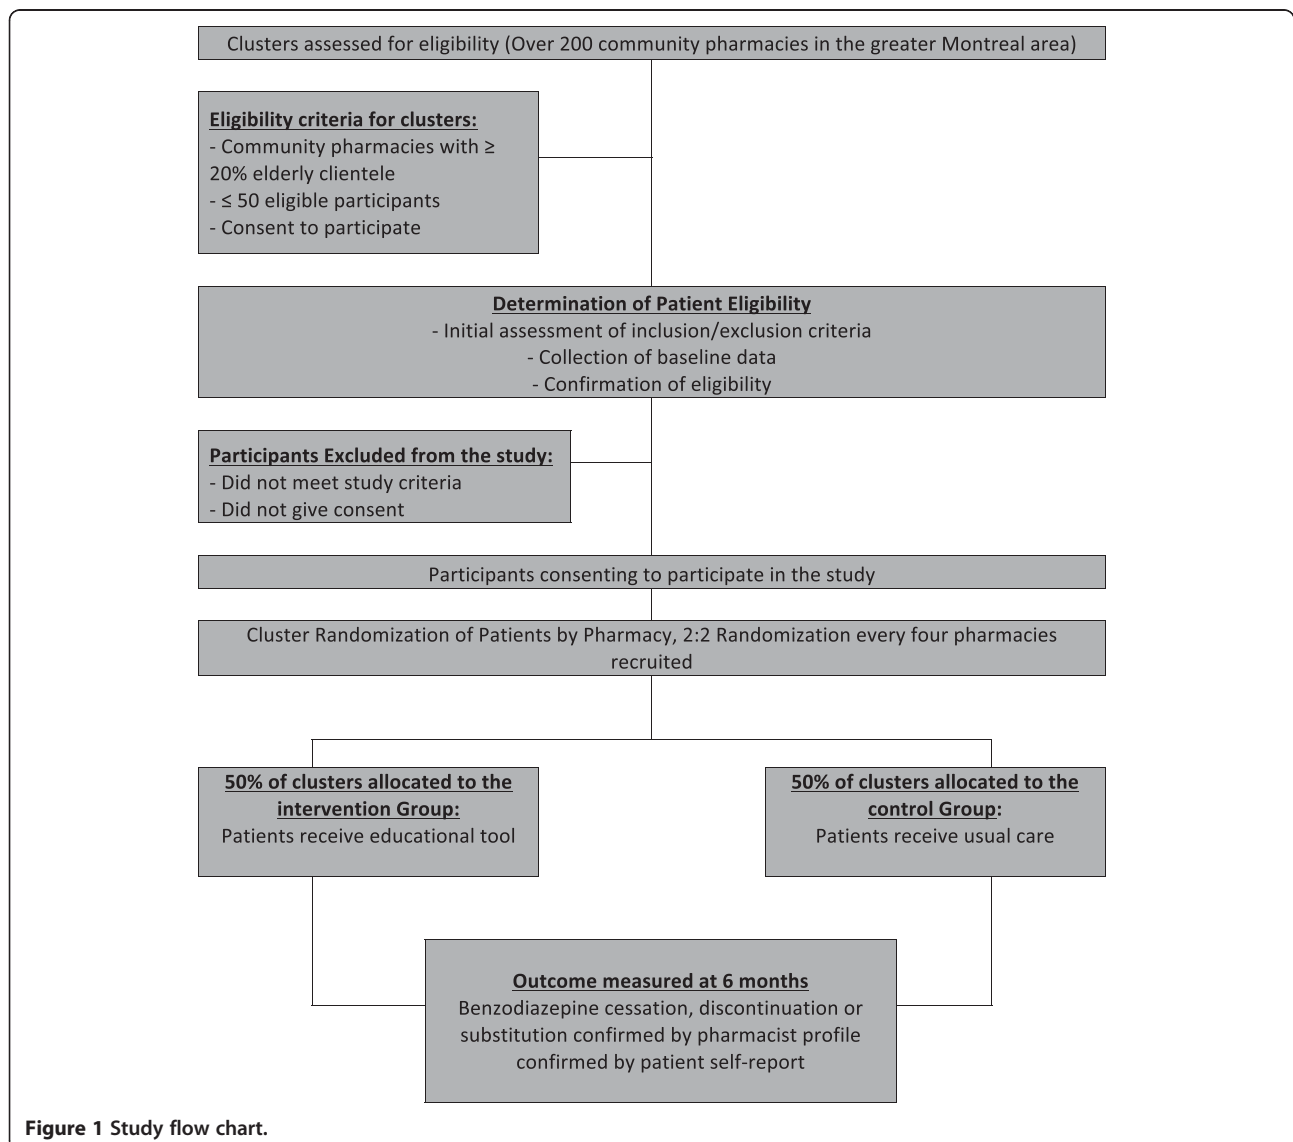 Clusters assessed for eligibility (Over 200 community pharmacies in the greater Montreal area)
Eligibility criteria for clusters:
- Community pharmacies with ≥
20% elderly clientele
- ≤ 50 eligible participants
- Consent to participate
Determination of Patient Eligibility
- Initial assessment of inclusion/exclusion criteria
- Collection of baseline data
- Confirmation of eligibility
Participants Excluded from the study:
- Did not meet study criteria
- Did not give consent
Participants consenting to participate in the study
Cluster Randomization of Patients by Pharmacy, 2:2 Randomization every four pharmacies
recruited
50% of clusters allocated to the
intervention Group:
Patients receive educational tool
50% of clusters allocated to the
control Group:
Patients receive usual care
Outcome measured at 6 months
Benzodiazepine cessation, discontinuation or
substitution confirmed by pharmacist profile
confirmed by patient self-report
Figure 1 Study flow chart.